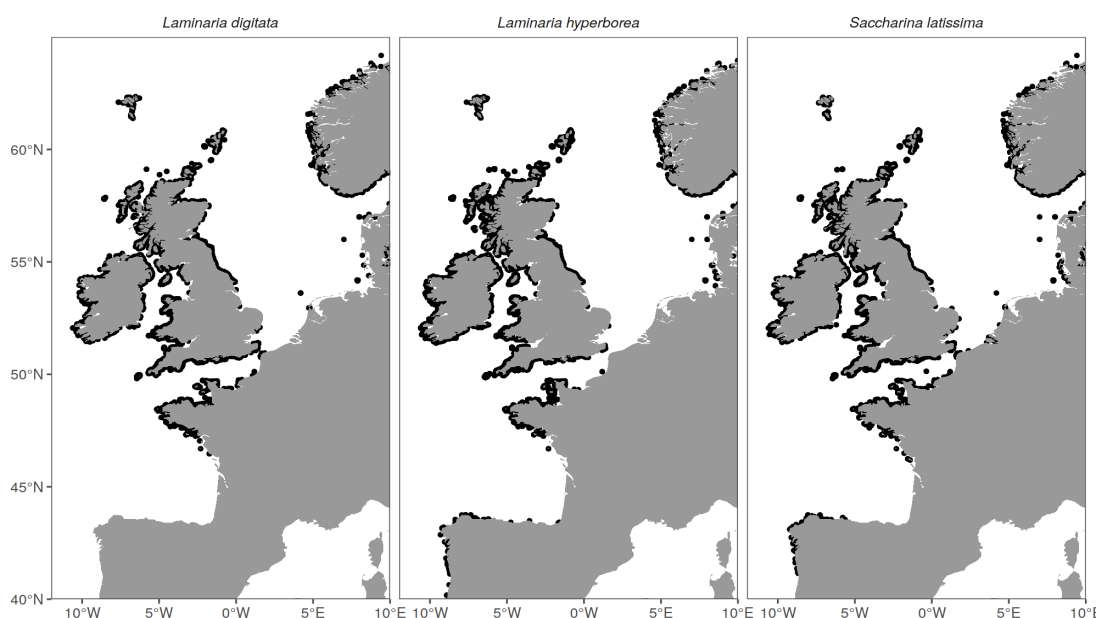 Laminaria digitata
Laminaria hyperborea
Saccharina latissima
60°N
55°N
50°N
45°N
40°N
10°W 5°W 0°W 5°E 10°E
10°W 5°W 0°W 5°E 10°E
10°W 5°W 0°W 5°E 10°E